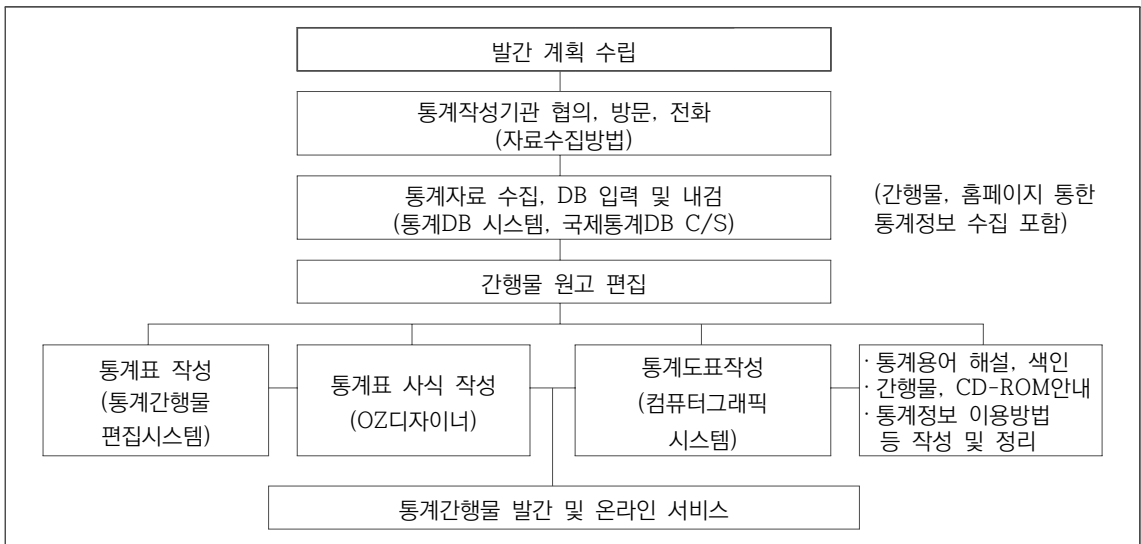 발간 계획 수립
통계작성기관 협의, 방문, 전화
(자료수집방법)
통계자료 수집, DB 입력 및 내검
(통계DB 시스템, 국제통계DB C/S)
(간행물, 홈페이지 통한
통계정보 수집 포함)
간행물 원고 편집
통계표 작성
(통계간행물
편집시스템)
통계표 사식 작성
(OZ디자이너)
통계도표작성
(컴퓨터그래픽
시스템)
·통계용어 해설, 색인
·간행물, CD-ROM안내
·통계정보 이용방법
등 작성 및 정리
통계간행물 발간 및 온라인 서비스